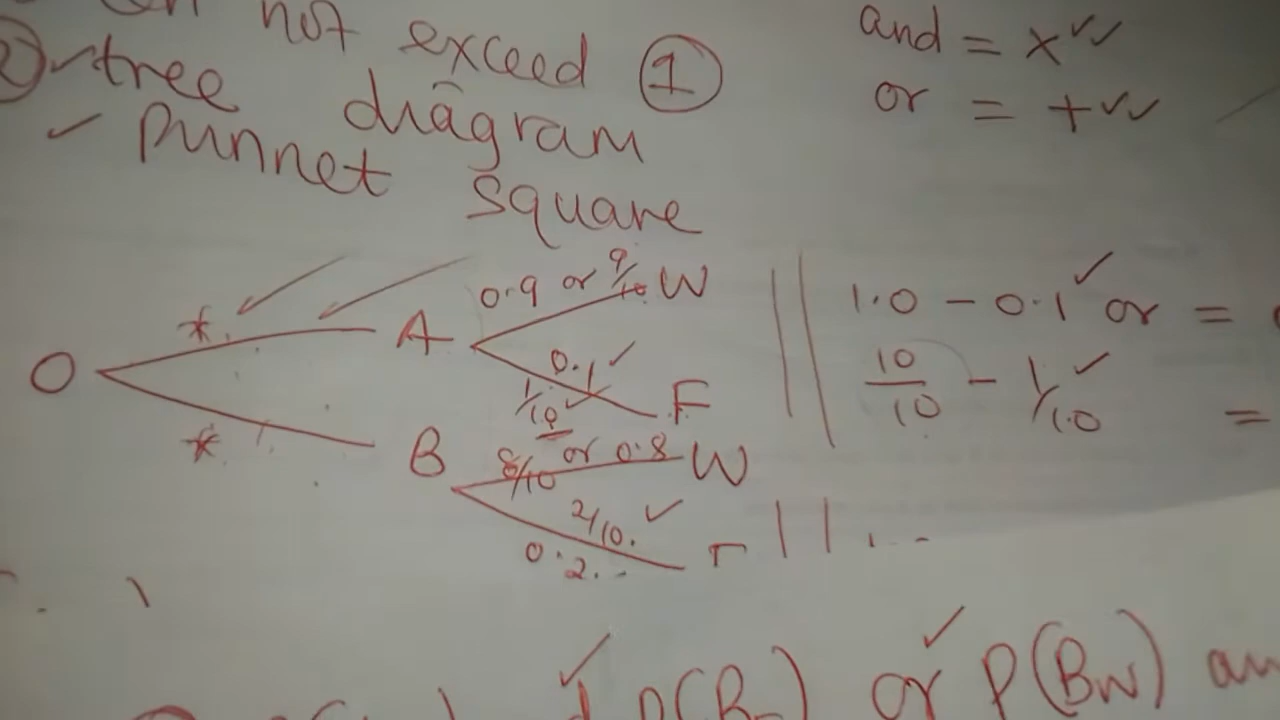 not exceed 1
and = x
or = +
2 tree diagram
Punnet square
0.9 or 9/10 W
* A
0.1
1/10 F
O
1.0 - 0.1 or =
10/10 - 1/10 =
* B
8/10 or 0.8 W
2/10.
0.2..
or P(BW)